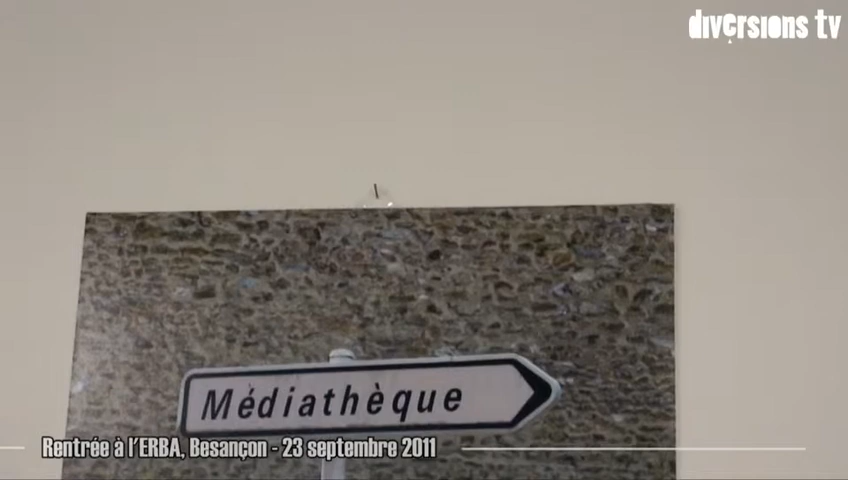 diversions tv
Médiathèque
Rentrée à l'ERBA, Besançon - 23 septembre 2011